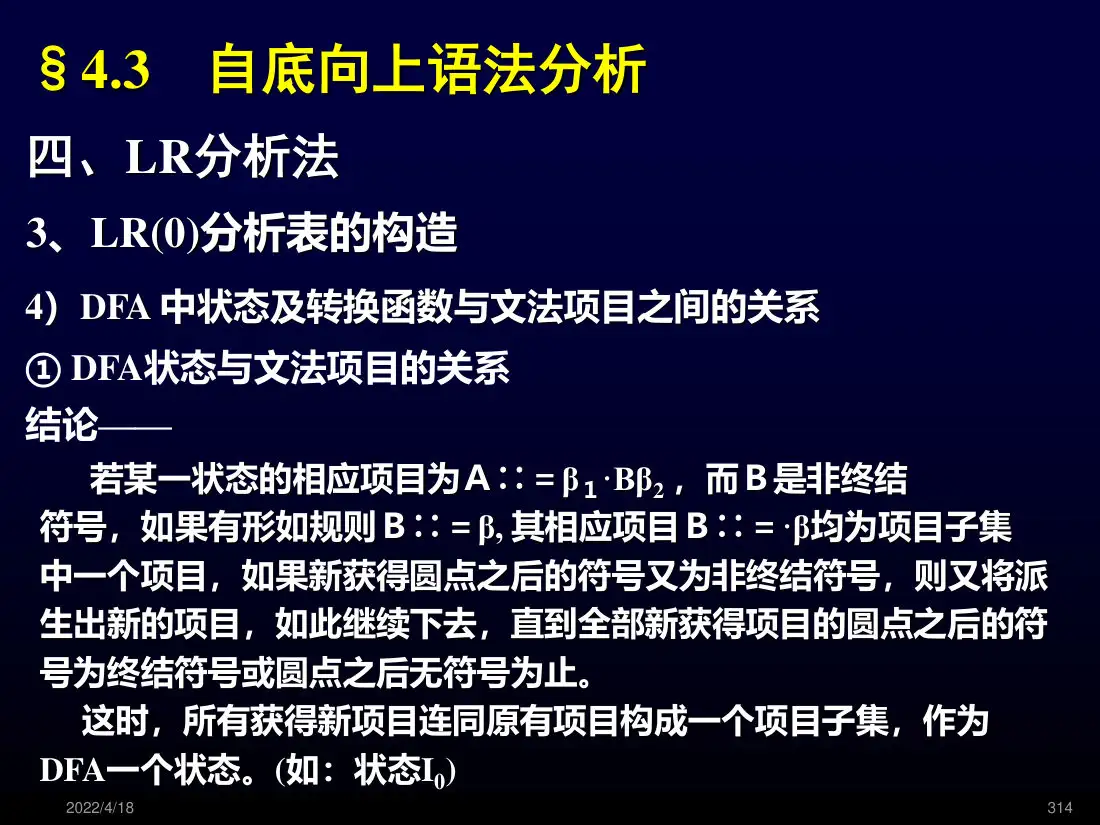 §4.3 自底向上语法分析
四、LR分析法
3、LR(0)分析表的构造
4）DFA 中状态及转换函数与文法项目之间的关系
① DFA状态与文法项目的关系
结论——
若某一状态的相应项目为A∷=β₁·Bβ₂，而B是非终结
符号，如果有形如规则B∷=β,其相应项目B∷=·β均为项目子集
中一个项目，如果新获得圆点之后的符号又为非终结符号，则又将派
生出新的项目，如此继续下去，直到全部新获得项目的圆点之后的符
号为终结符号或圆点之后无符号为止。
这时，所有获得新项目连同原有项目构成一个项目子集，作为
DFA一个状态。(如：状态I₀)
2022/4/18
314